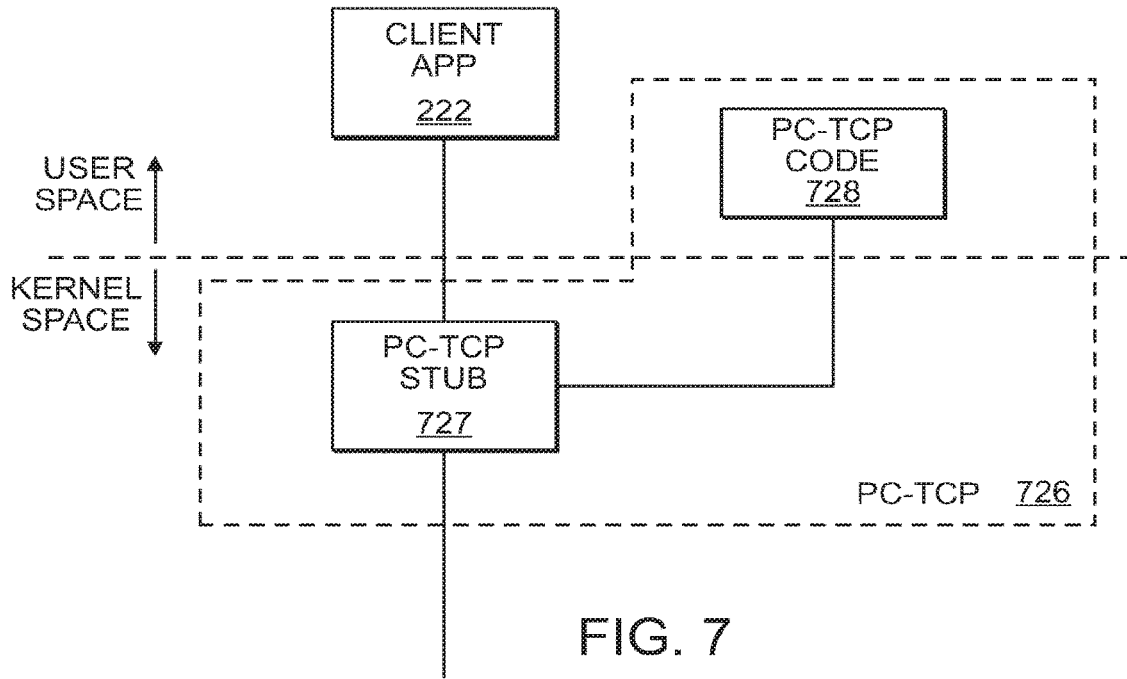 CLIENT
APP
222
PC-TCP
CODE
728
USER
SPACE
KERNEL
SPACE
PC-TCP
STUB
727
PC-TCP 726
FIG. 7